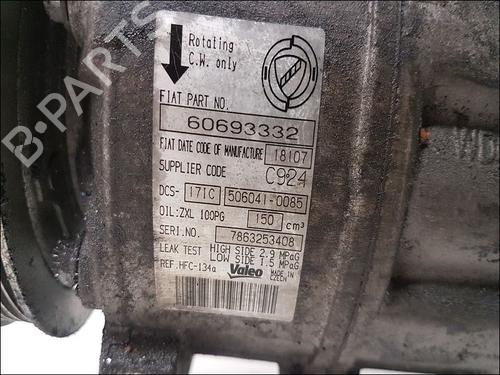 B-PARTS
Rotating
C.W. only
FIAT PART NO.
60693332
FIAT DATE CODE OF MANUFACTURE 18107
SUPPLIER CODE C924
DCS- 171C 506041-0085
OIL:ZXL 100PG 150 cm³
SERI.NO. 7863253408
LEAK TEST HIGH SIDE 2.9 MPaG
LOW SIDE 1.5 MPaG
REF.HFC-134a Valeo MADE IN
CZECH